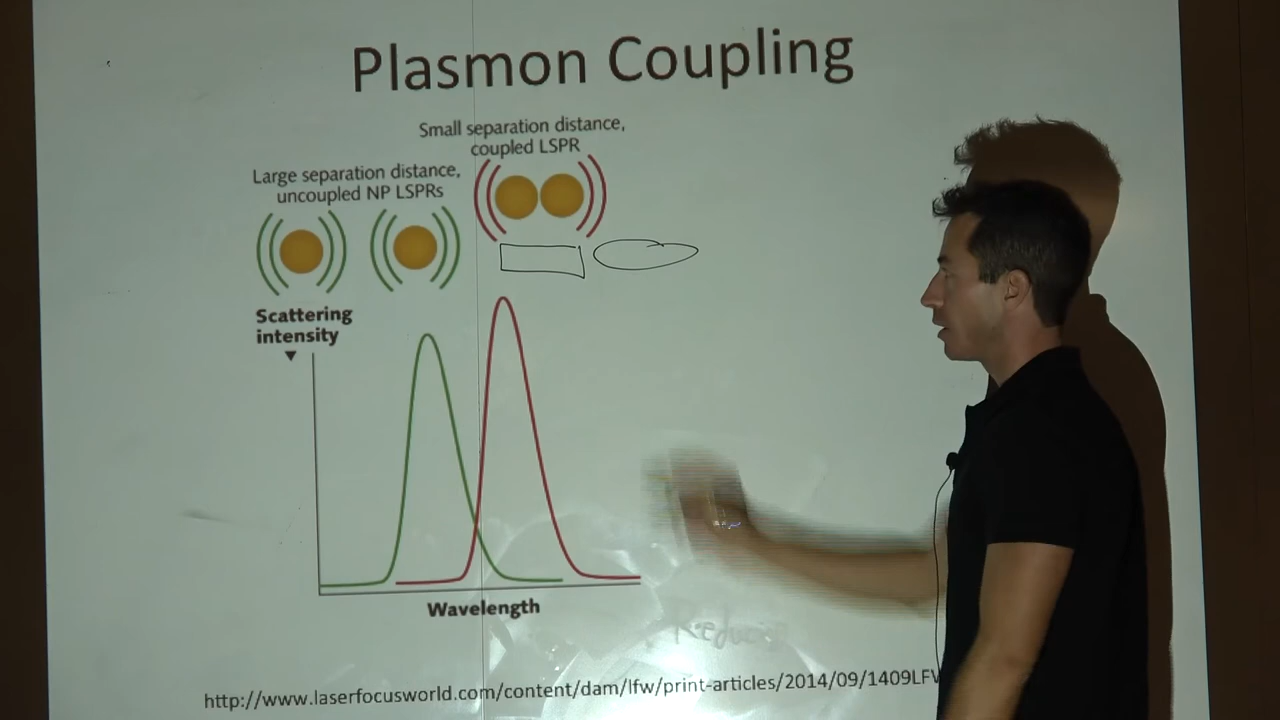 Plasmon Coupling
Small separation distance,
coupled LSPR
Large separation distance,
uncoupled NP LSPRs
Scattering
intensity
Wavelength
http://www.laserfocusworld.com/content/dam/lfw/print-articles/2014/09/1409LFW